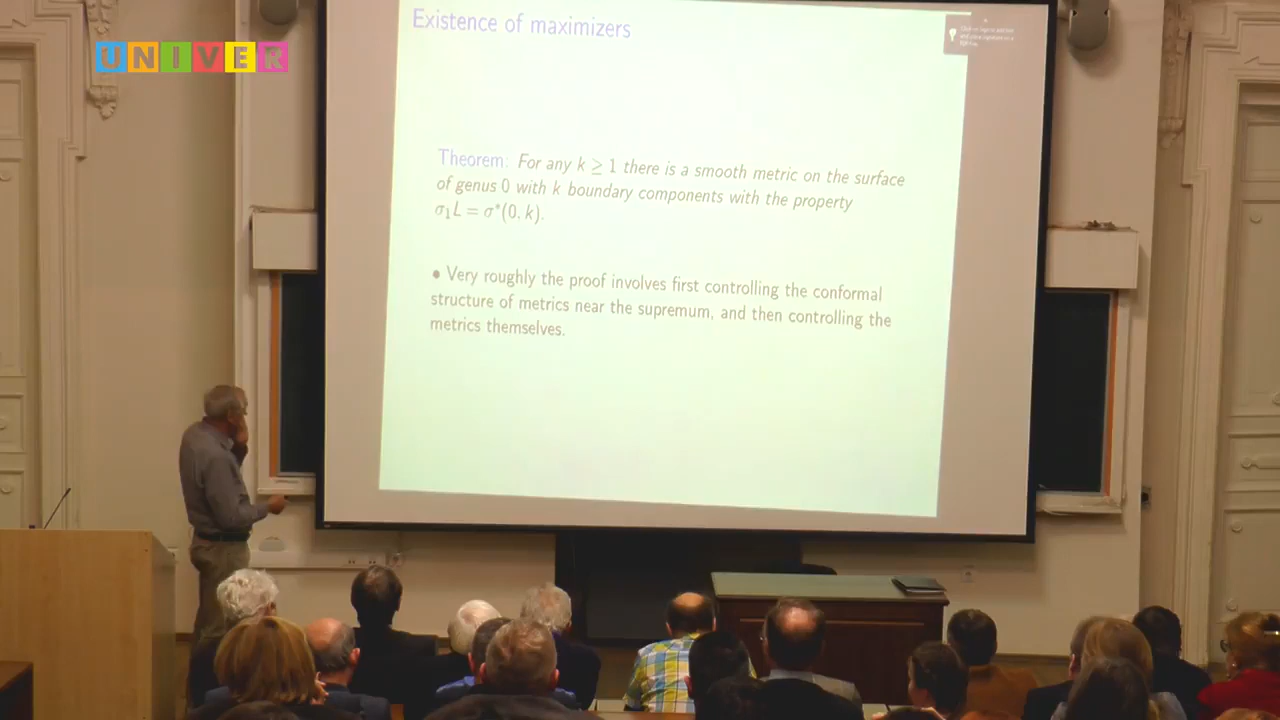 Existence of maximizers
UNIVER
Theorem: For any k ≥ 1 there is a smooth metric on the surface
of genus 0 with k boundary components with the property
σ₁L = σ*(0, k).
• Very roughly the proof involves first controlling the conformal
structure of metrics near the supremum, and then controlling the
metrics themselves.